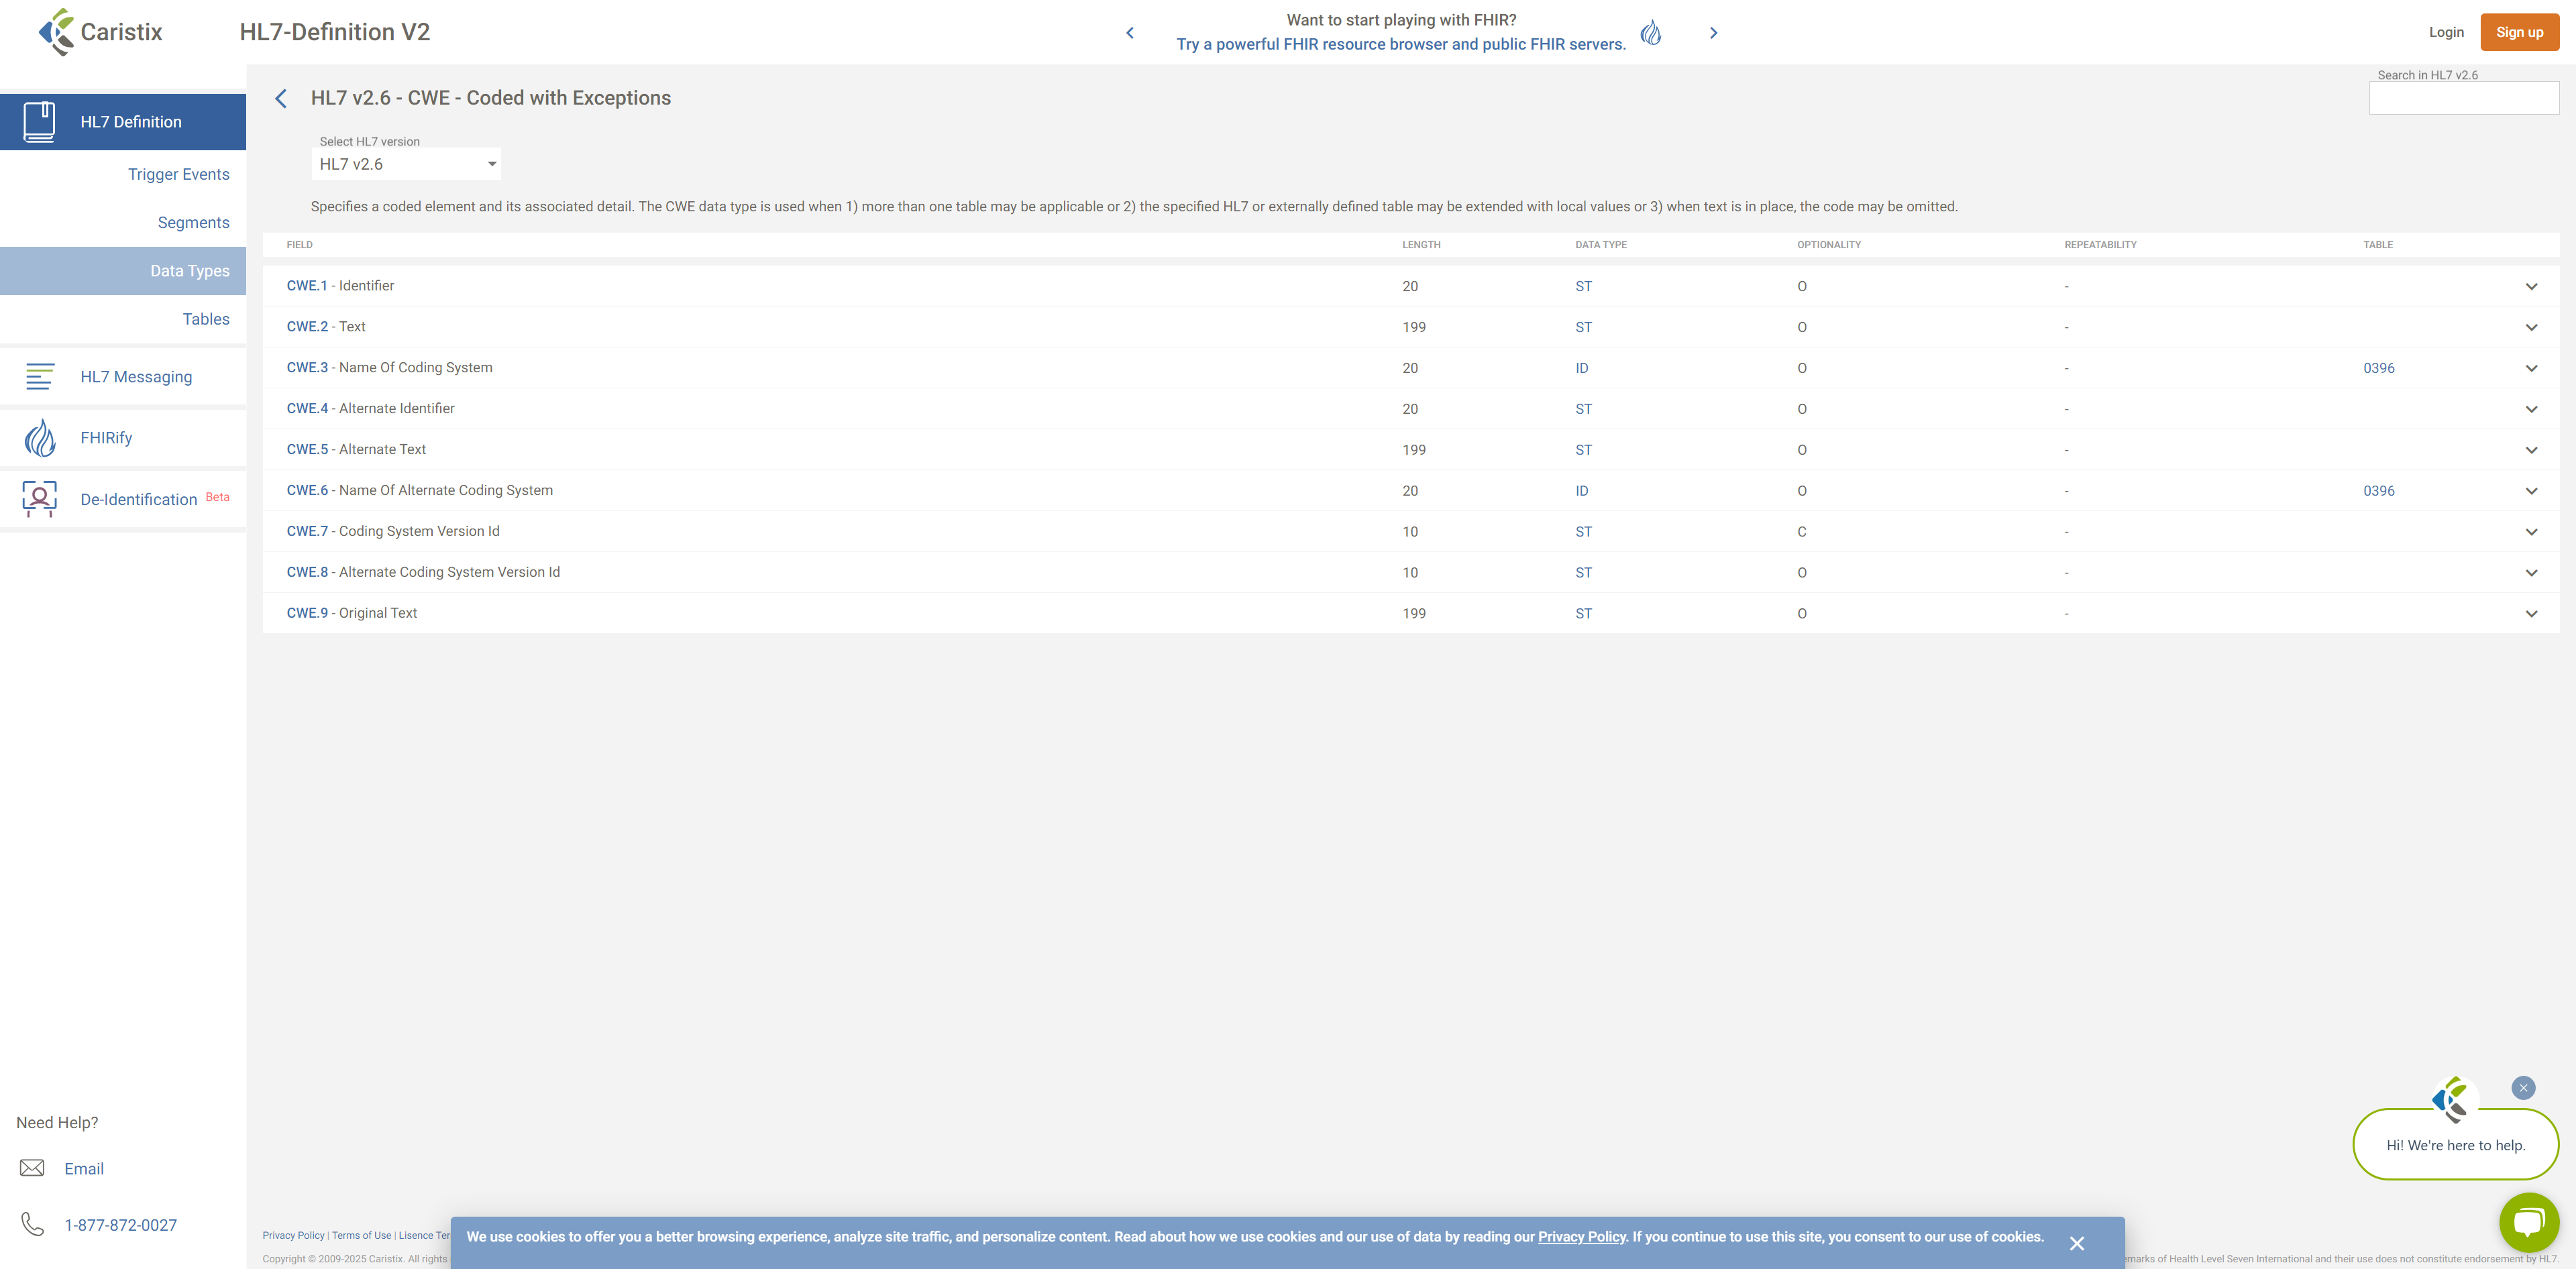 Caristix
HL7-Definition V2
Want to start playing with FHIR?
Try a powerful FHIR resource browser and public FHIR servers.
Login
Sign up
HL7 Definition
Trigger Events
Segments
Data Types
Tables
HL7 Messaging
FHIRify
De-Identification Beta
Need Help?
Email
1-877-872-0027
HL7 v2.6 - CWE - Coded with Exceptions
Search in HL7 v2.6
Select HL7 version
HL7 v2.6
Specifies a coded element and its associated detail. The CWE data type is used when 1) more than one table may be applicable or 2) the specified HL7 or externally defined table may be extended with local values or 3) when text is in place, the code may be omitted.
FIELD LENGTH DATA TYPE OPTIONALITY REPEATABILITY TABLE
CWE.1 - Identifier 20 ST O -
CWE.2 - Text 199 ST O -
CWE.3 - Name Of Coding System 20 ID O - 0396
CWE.4 - Alternate Identifier 20 ST O -
CWE.5 - Alternate Text 199 ST O -
CWE.6 - Name Of Alternate Coding System 20 ID O - 0396
CWE.7 - Coding System Version Id 10 ST C -
CWE.8 - Alternate Coding System Version Id 10 ST O -
CWE.9 - Original Text 199 ST O -
Hi! We're here to help.
Privacy Policy | Terms of Use | Lisence Ter
We use cookies to offer you a better browsing experience, analyze site traffic, and personalize content. Read about how we use cookies and our use of data by reading our Privacy Policy. If you continue to use this site, you consent to our use of cookies.
Copyright © 2009-2025 Caristix. All rights
emarks of Health Level Seven International and their use does not constitute endorsement by HL7.